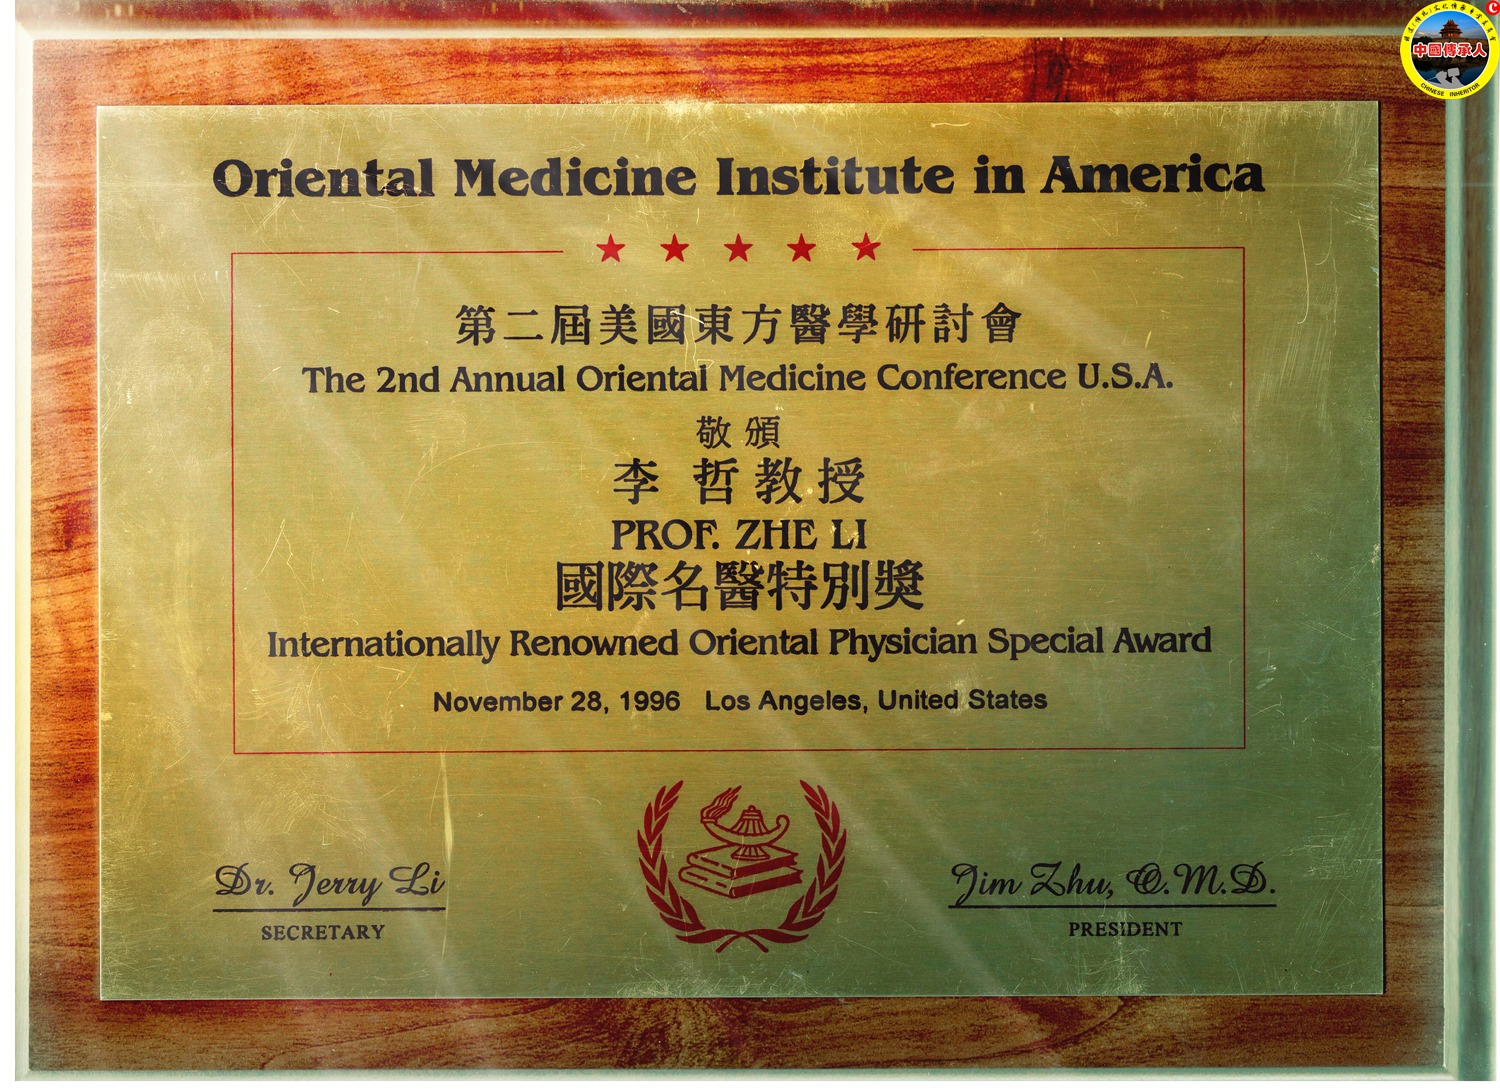 Oriental Medicine Institute in America
第二屆美國東方醫學研討會
The 2nd Annual Oriental Medicine Conference U.S.A.
敬頒
李 哲教授
PROF. ZHE LI
國際名醫特別獎
Internationally Renowned Oriental Physician Special Award
November 28, 1996 Los Angeles, United States
Dr. Jerry Li
SECRETARY
Jim Zhu, O.M.D.
PRESIDENT
中國傳承人
CHINESE INHERITOR
C